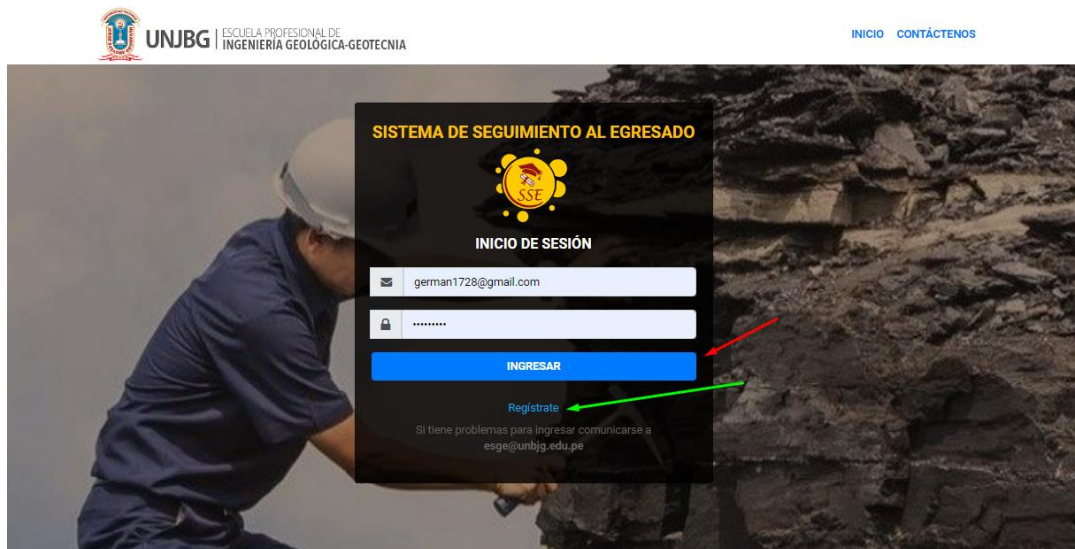 UNJBG
ESCUELA PROFESIONAL DE
INGENIERÍA GEOLÓGICA-GEOTECNIA
INICIO CONTÁCTENOS
SISTEMA DE SEGUIMIENTO AL EGRESADO
SSE
INICIO DE SESIÓN
german1728@gmail.com
INGRESAR
Regístrate
Si tiene problemas para ingresar comunicarse a
esge@unbjg.edu.pe